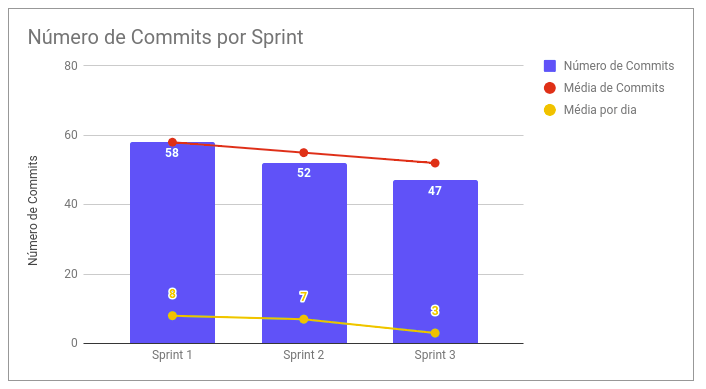 Número de Commits por Sprint
Número de Commits
Média de Commits
Média por dia
Número de Commits
80
60
40
20
0
58
52
47
8
7
3
Sprint 1
Sprint 2
Sprint 3